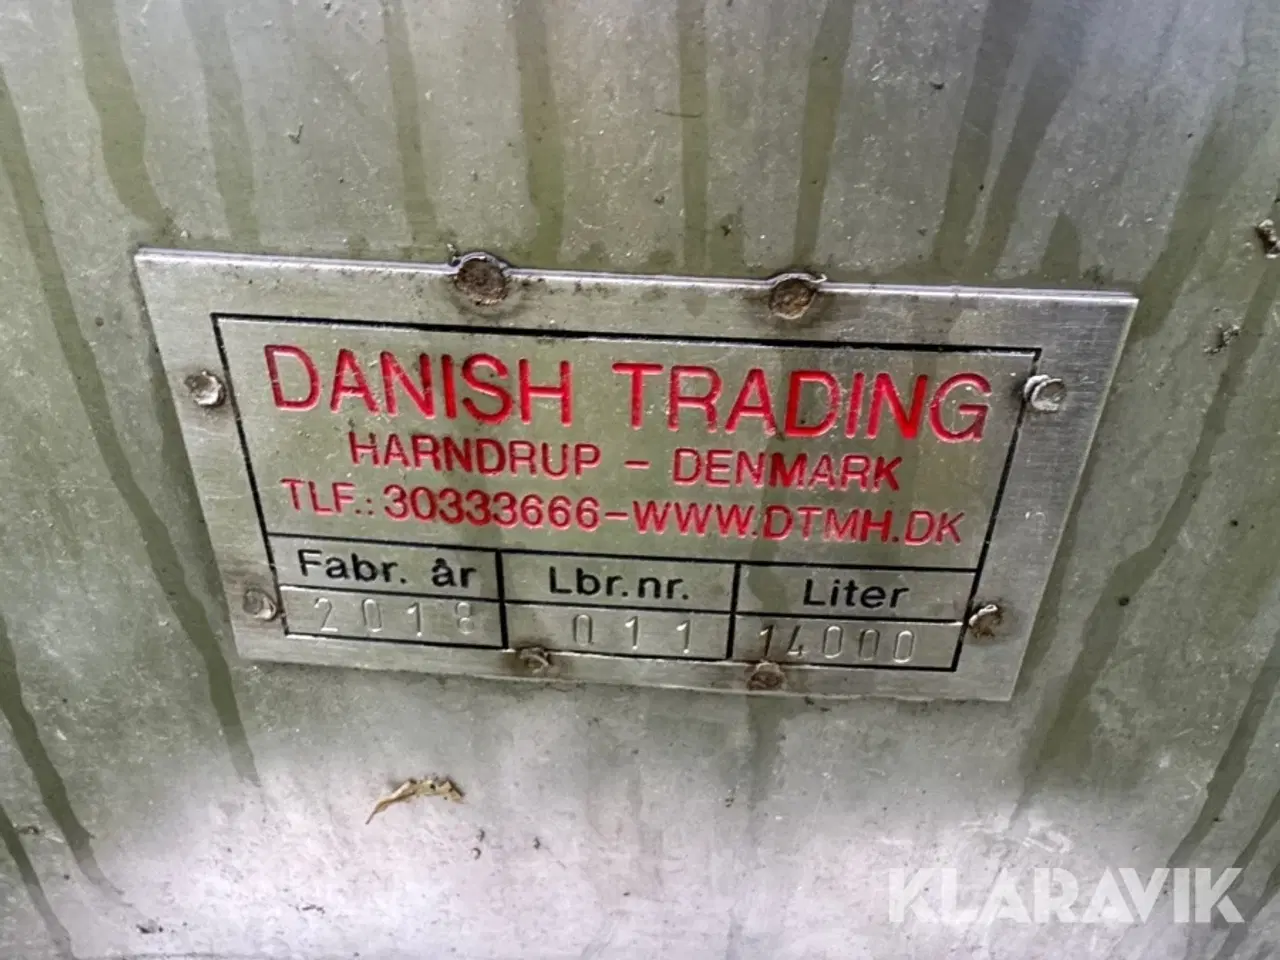 DANISH TRADING
HARNDRUP - DENMARK
TLF.: 30333666-WWW.DTMH.DK
Fabr. år Lbr.nr. Liter
2018 011 14000
KLARAVIK